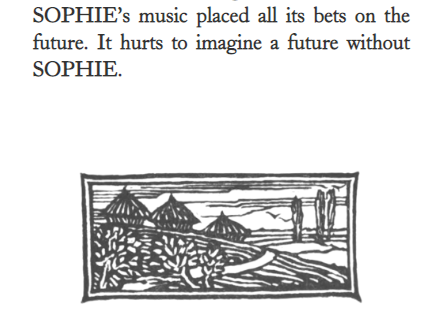 SOPHIE’s music placed all its bets on the
future. It hurts to imagine a future without
SOPHIE.